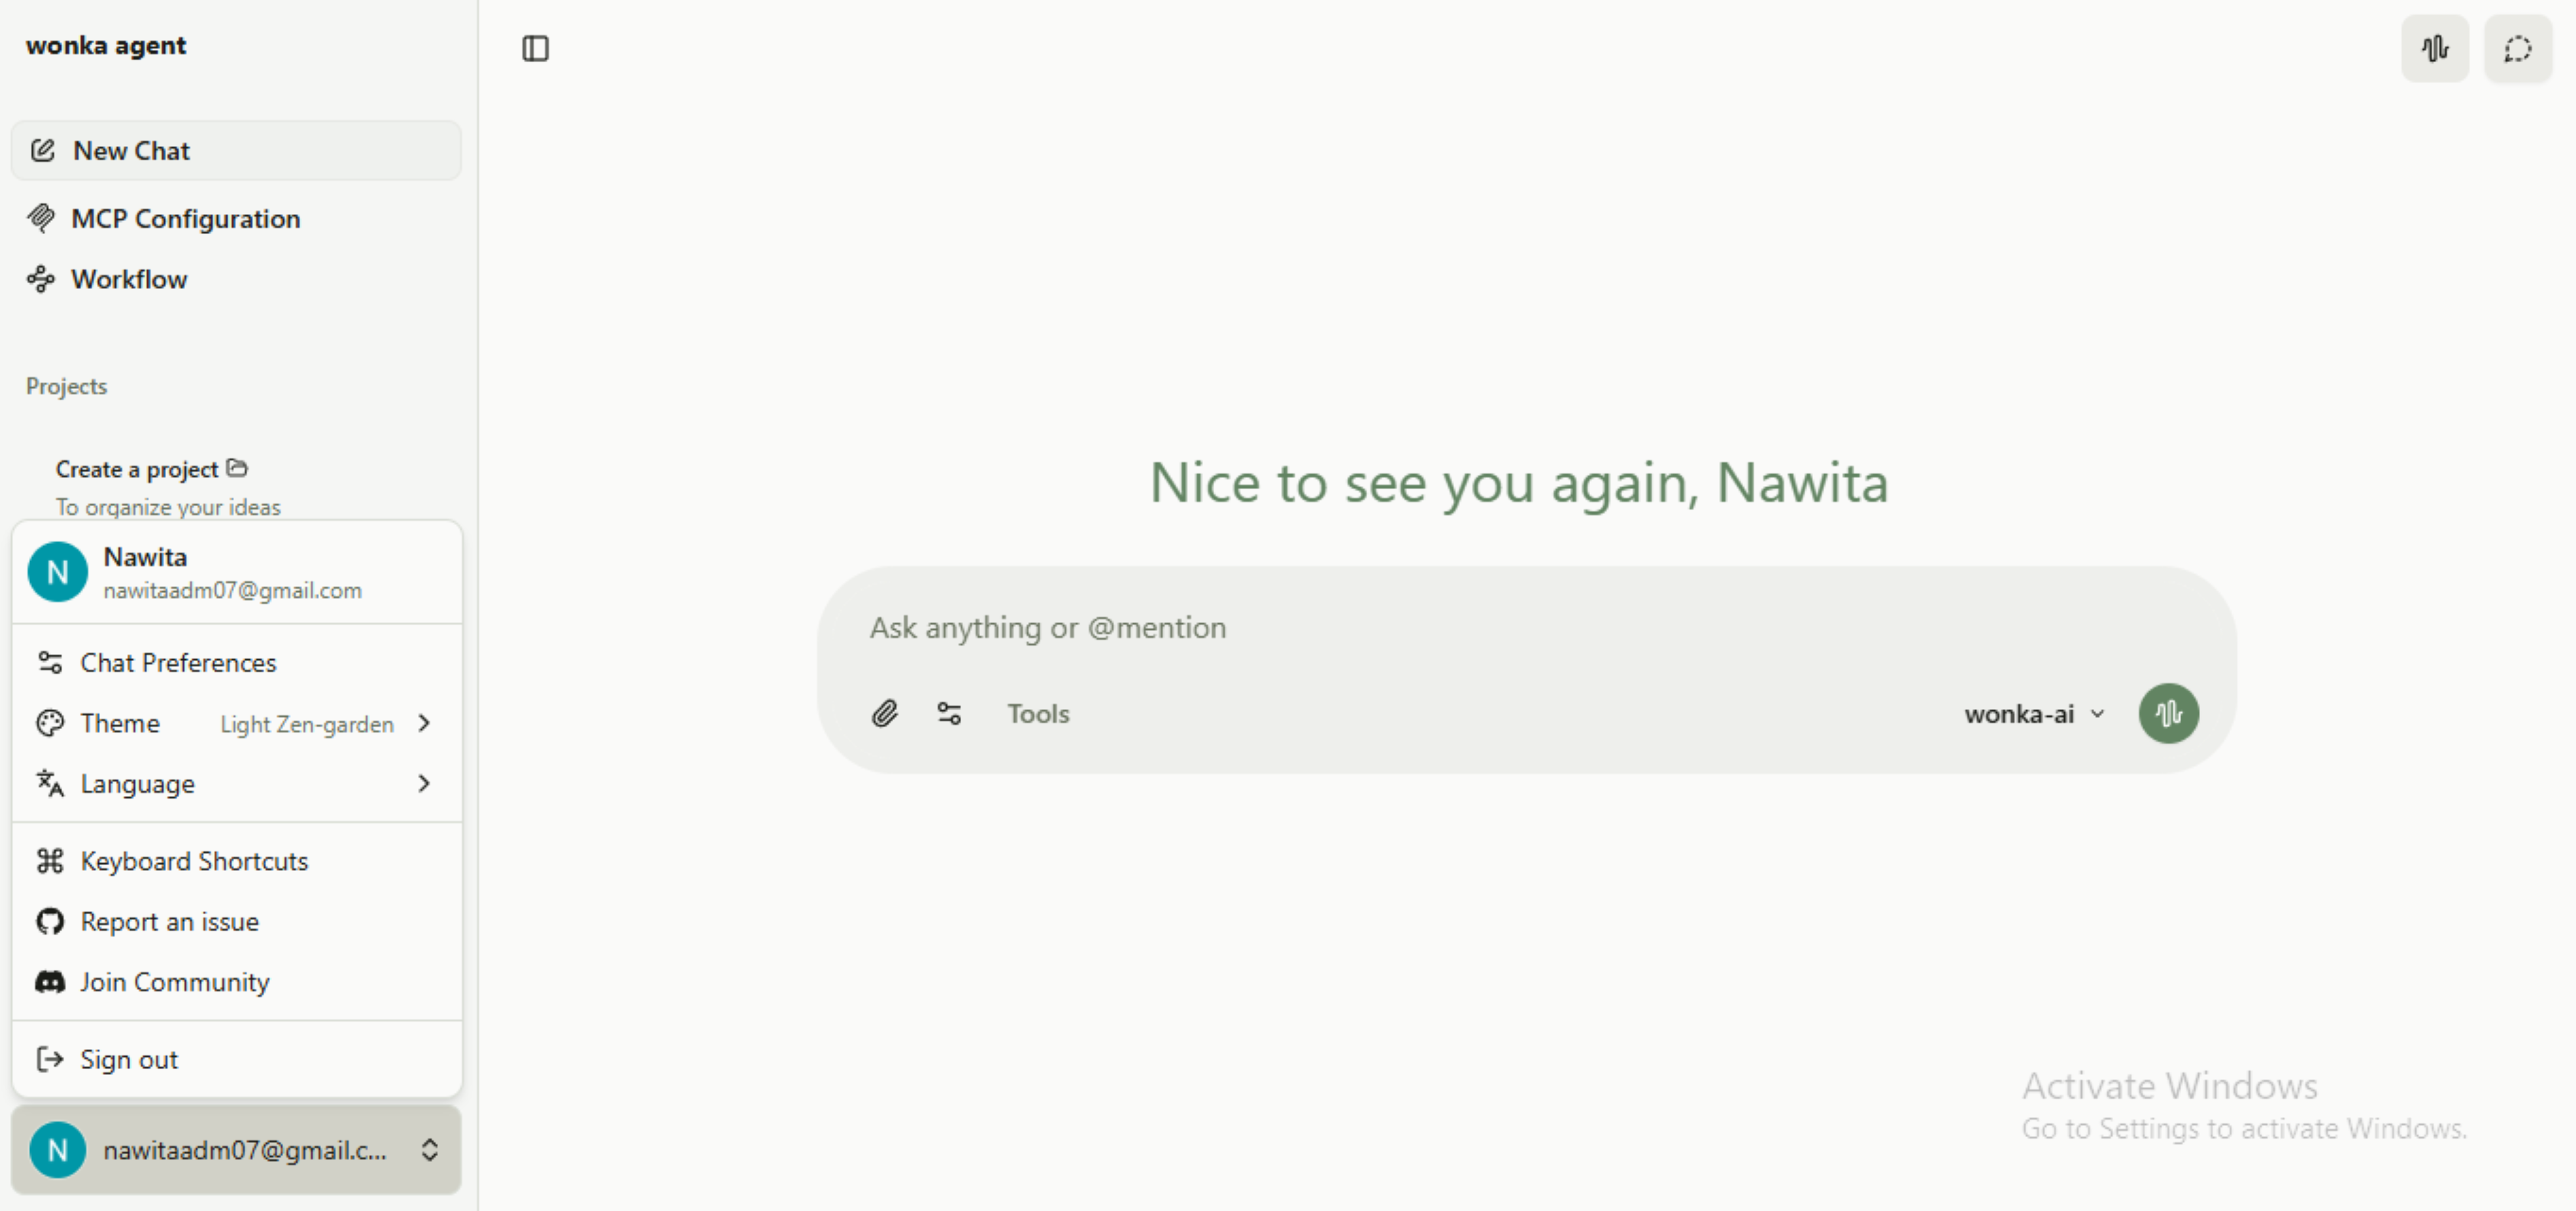 wonka agent
New Chat
MCP Configuration
Workflow
Projects
Create a project
To organize your ideas
N
Nawita
nawitaadm07@gmail.com
Chat Preferences
Theme Light Zen-garden
Language
Keyboard Shortcuts
Report an issue
Join Community
Sign out
N
nawitaadm07@gmail.c...
Nice to see you again, Nawita
Ask anything or @mention
Tools
wonka-ai
Activate Windows
Go to Settings to activate Windows.